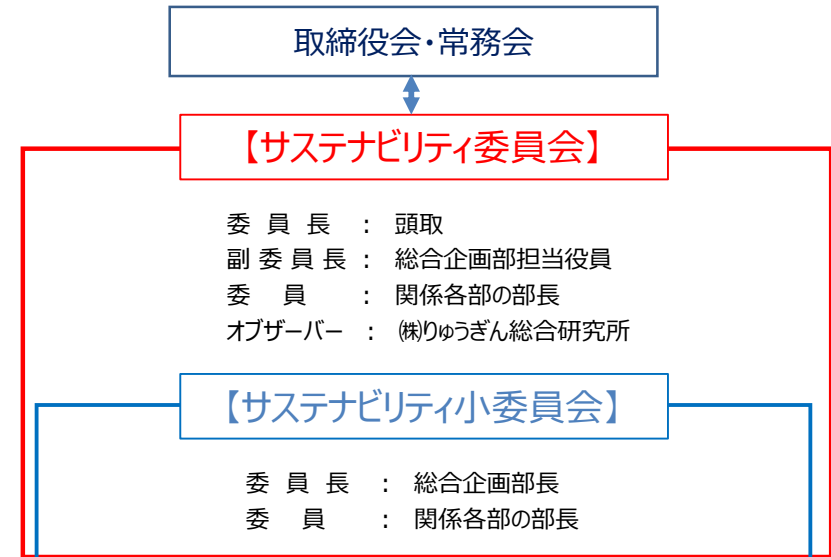 取締役会・常務会
【サステナビリティ委員会】
委 員 長 : 頭取
副 委 員 長 : 総合企画部担当役員
委 員 : 関係各部の部長
オブザーバー : ㈱りゅうぎん総合研究所
【サステナビリティ小委員会】
委 員 長 : 総合企画部長
委 員 : 関係各部の部長